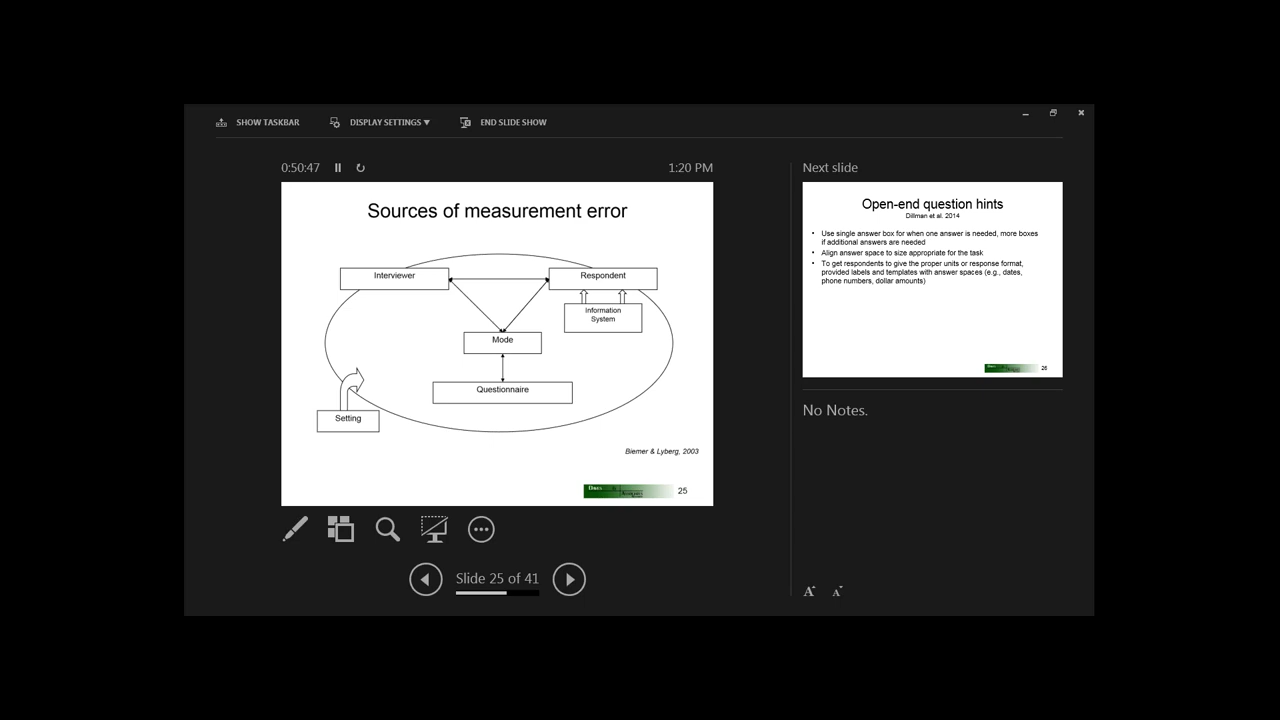 SHOW TASKBAR
DISPLAY SETTINGS ▼
END SLIDE SHOW
0:50:47
1:20 PM
Sources of measurement error
Interviewer
Respondent
Information
System
Mode
Questionnaire
Setting
Biemer & Lyberg, 2003
25
Slide 25 of 41
Next slide
Open-end question hints
Dillman et al. 2014
• Use single answer box for when one answer is needed, more boxes
if additional answers are needed
• Align answer space to size appropriate for the task
• To get respondents to give the proper units or response format,
provided labels and templates with answer spaces (e.g., dates,
phone numbers, dollar amounts)
26
No Notes.
A
A